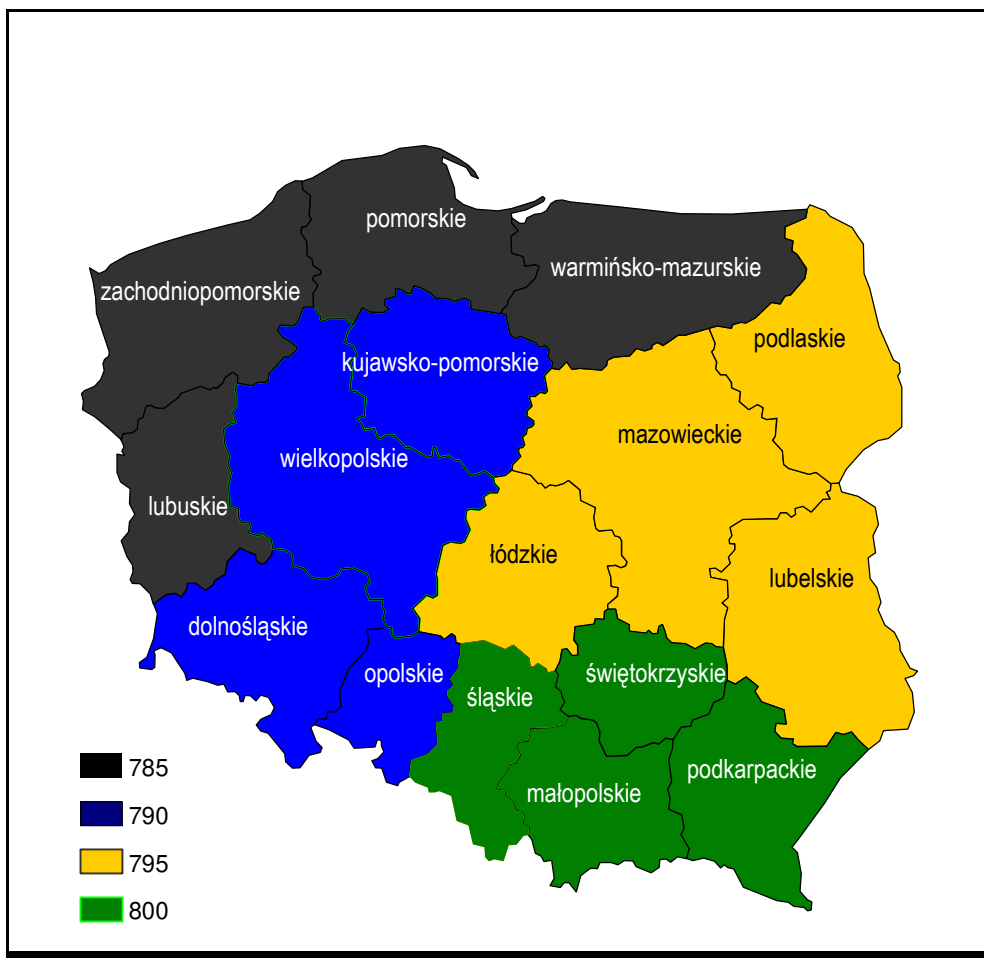 pomorskie
warmińsko-mazurskie
zachodniopomorskie
podlaskie
kujawsko-pomorskie
mazowieckie
wielkopolskie
lubuskie
łódzkie
lubelskie
dolnośląskie
opolskie
świętokrzyskie
śląskie
podkarpackie
małopolskie
785
790
795
800